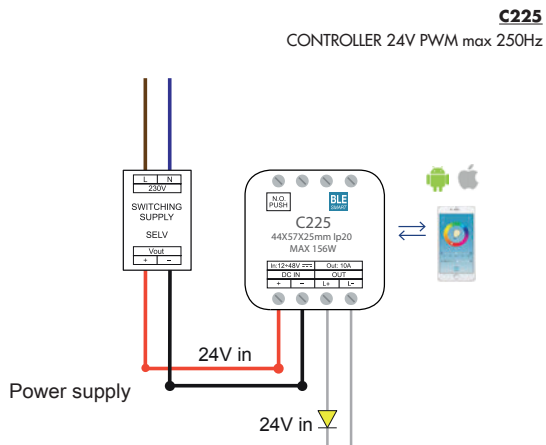 C225
CONTROLLER 24V PWM max 250Hz
L N
230V
SWITCHING
SUPPLY
SELV
Vout
+ −
N.O.
PUSH
BLE
SMART
C225
44X57X25mm Ip20
MAX 156W
In:12÷48V Out: 10A
DC IN OUT
+ − L+ L-
24V in
Power supply
24V in